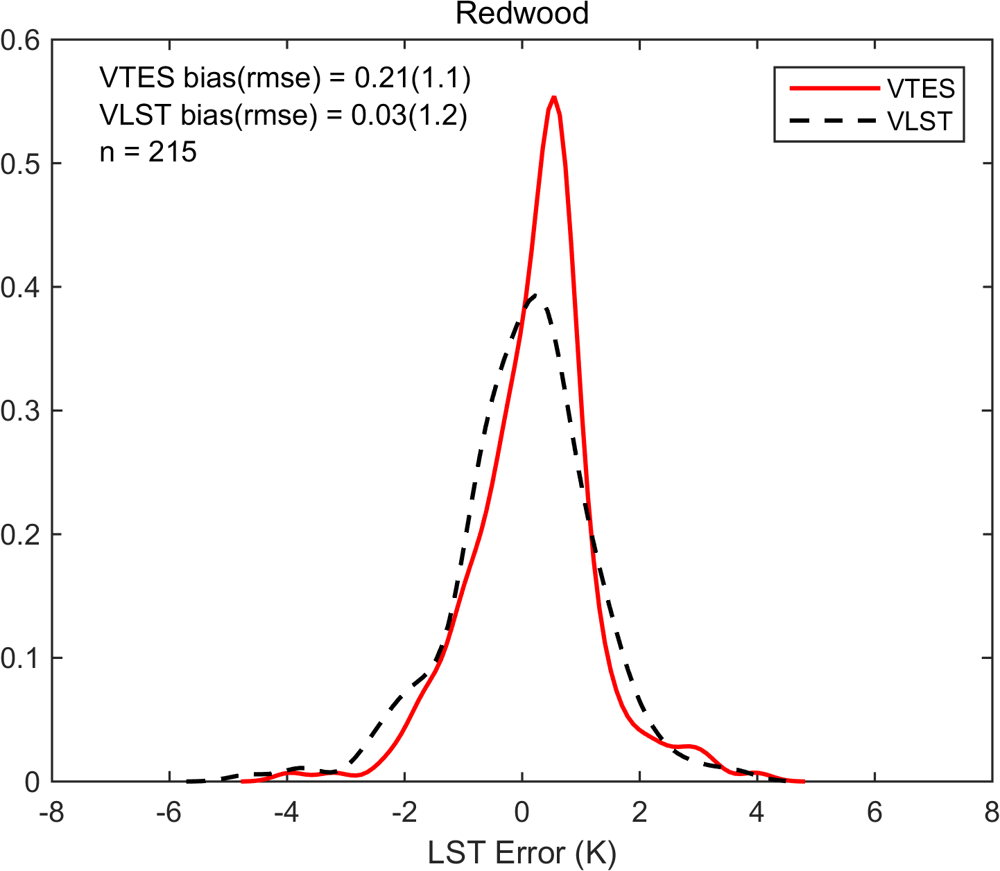 Redwood
VTES bias(rmse) = 0.21(1.1)
VLST bias(rmse) = 0.03(1.2)
n = 215
VTES
VLST
0.6
0.5
0.4
0.3
0.2
0.1
0
-8 -6 -4 -2 0 2 4 6 8
LST Error (K)